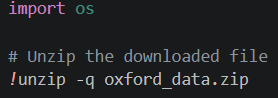 import os
# Unzip the downloaded file
!unzip -q oxford_data.zip